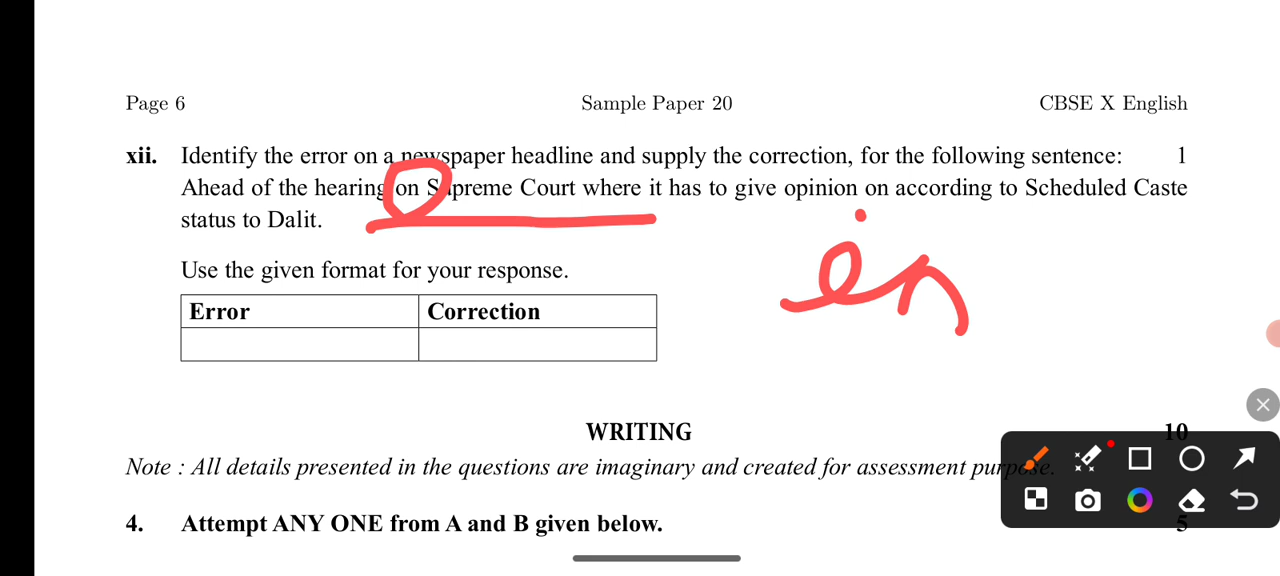 Page 6 Sample Paper 20 CBSE X English
xii. Identify the error on a newspaper headline and supply the correction, for the following sentence: 1
Ahead of the hearing on Supreme Court where it has to give opinion on according to Scheduled Caste
status to Dalit.
in
Use the given format for your response.
Error Correction
WRITING 10
Note : All details presented in the questions are imaginary and created for assessment purpose.
4. Attempt ANY ONE from A and B given below. 5